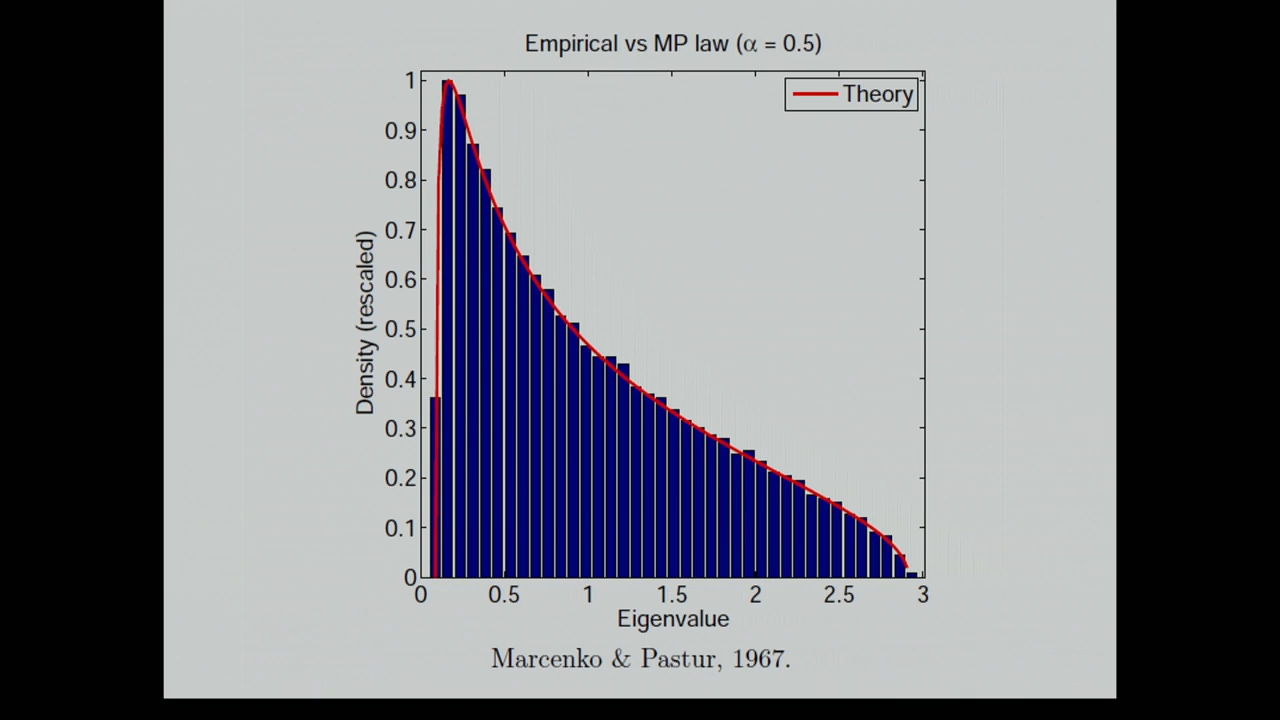 Empirical vs MP law (α = 0.5)
Theory
1
0.9
0.8
0.7
0.6
0.5
0.4
0.3
0.2
0.1
0
Density (rescaled)
0 0.5 1 1.5 2 2.5 3
Eigenvalue
Marcenko & Pastur, 1967.